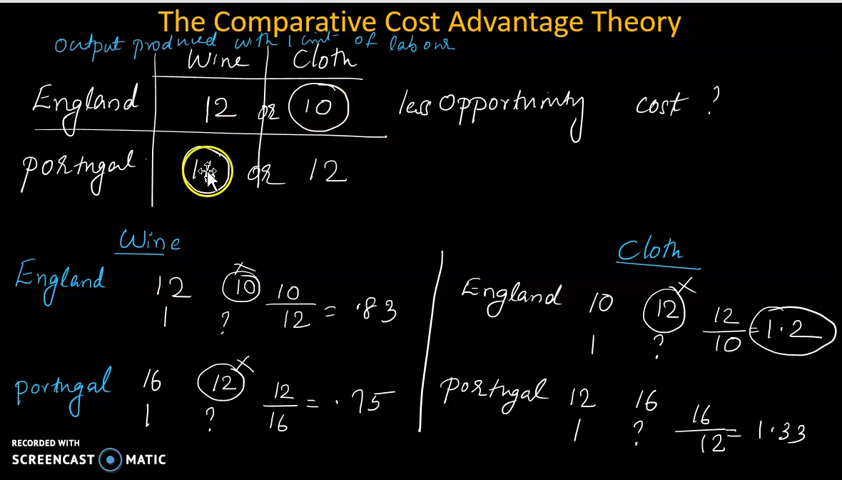 The Comparative Cost Advantage Theory
Output produced with 1 unit of labour
Wine Cloth
England 12 or 10 less Opportunity cost ?
Portugal or 12
Wine
England 12 10 10/12 = .83
1 ?
Portugal 16 12 12/16 = .75
1 ?
Cloth
England 10 12 12/10 = 1.2
1 ?
Portugal 12 16 16/12 = 1.33
1 ?
RECORDED WITH
SCREENCAST MATIC